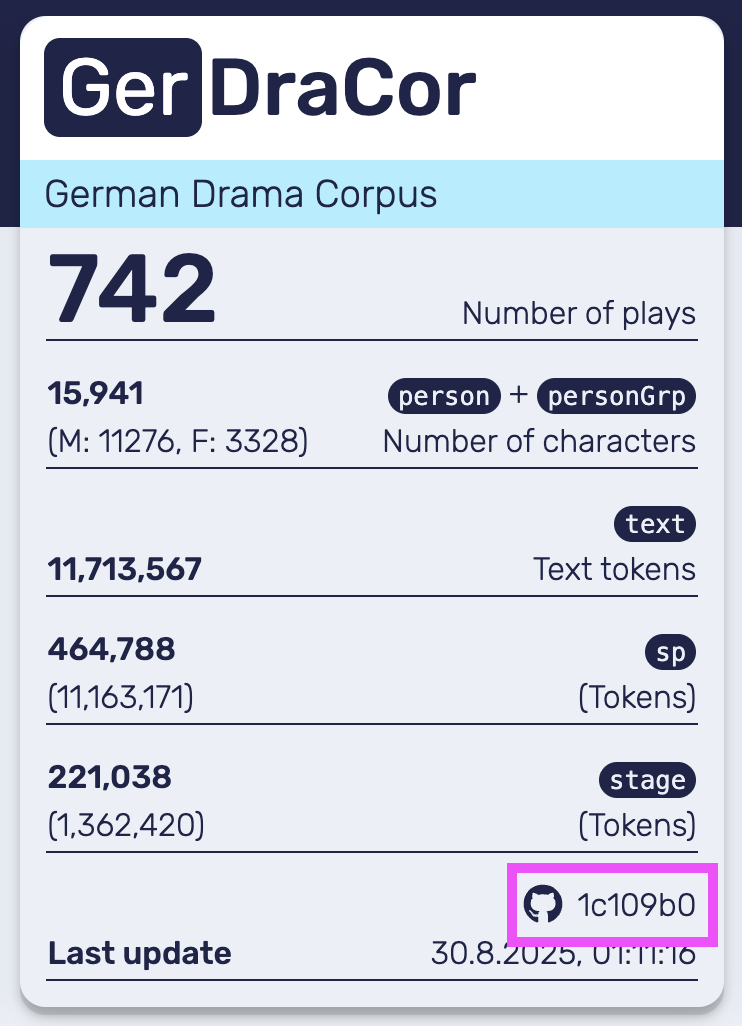 GerDraCor
German Drama Corpus
742 Number of plays
15,941 person + personGrp
(M: 11276, F: 3328) Number of characters
text
11,713,567 Text tokens
464,788 sp
(11,163,171) (Tokens)
221,038 stage
(1,362,420) (Tokens)
1c109b0
Last update 30.8.2025, 01:11:16